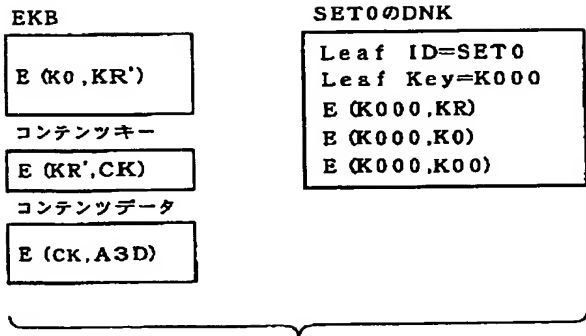 EKB
E (K0,KR')
コンテンツキー
E (KR',CK)
コンテンツデータ
E (CK,A3D)
SET0のDNK
Leaf ID=SET0
Leaf Key=K000
E (K000,KR)
E (K000,K0)
E (K000,K00)